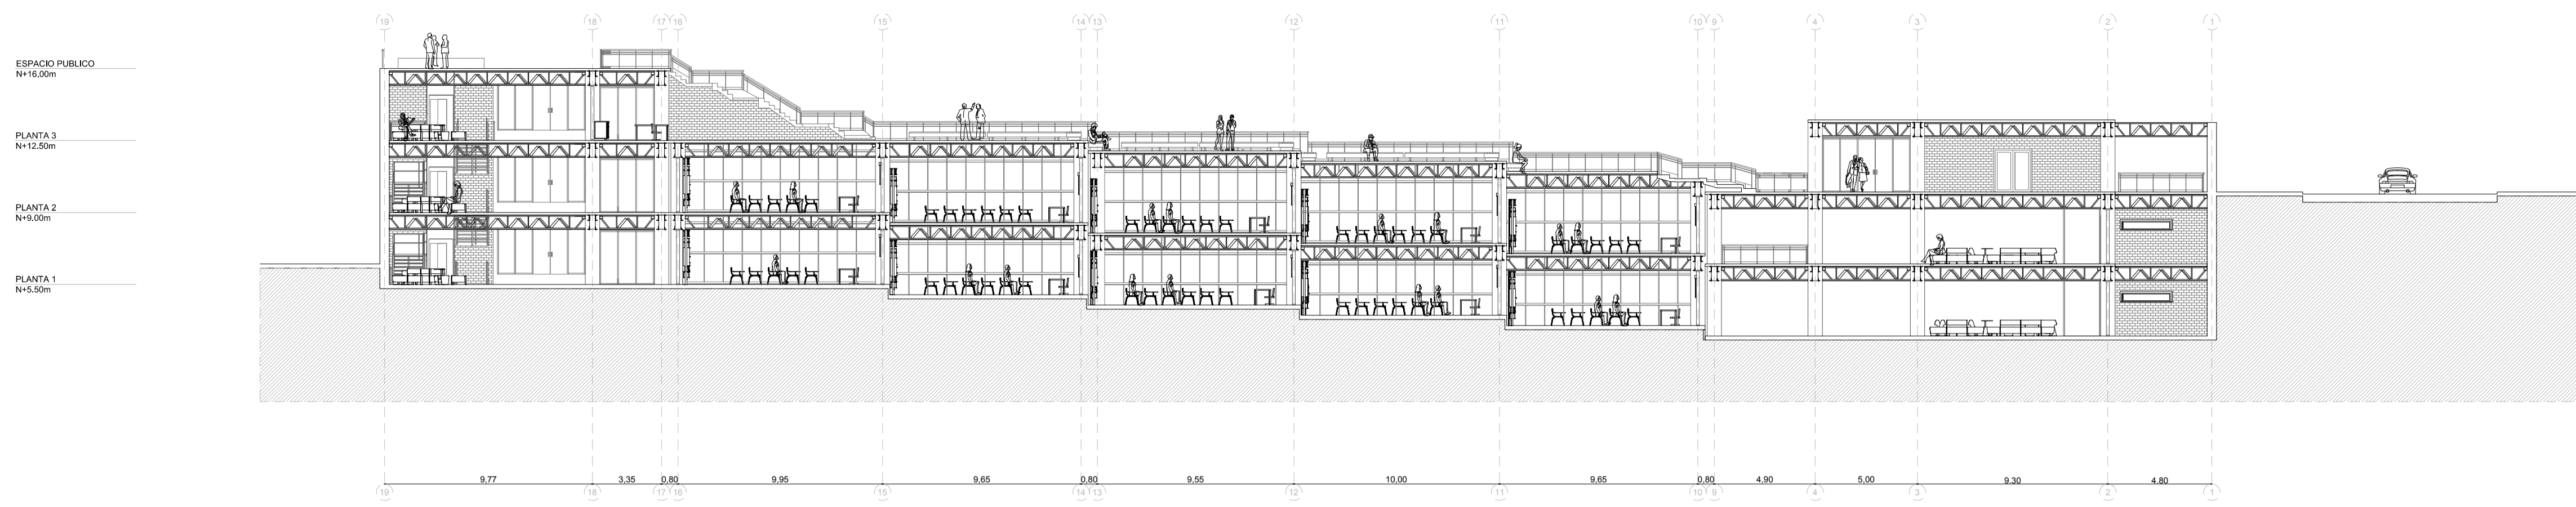 19 18 17 16 15 14 13 12 11 10 9 4 3 2 1
ESPACIO PUBLICO
N+16,00m
PLANTA 3
N+12.50m
PLANTA 2
N+9.00m
PLANTA 1
N+5.50m
9,77 3,35 0,80 9,95 9,65 0,80 9,55 10,00 9,65 0,80 4,90 5,00 9.30 4.80
19 18 17 16 15 14 13 12 11 10 9 4 3 2 1